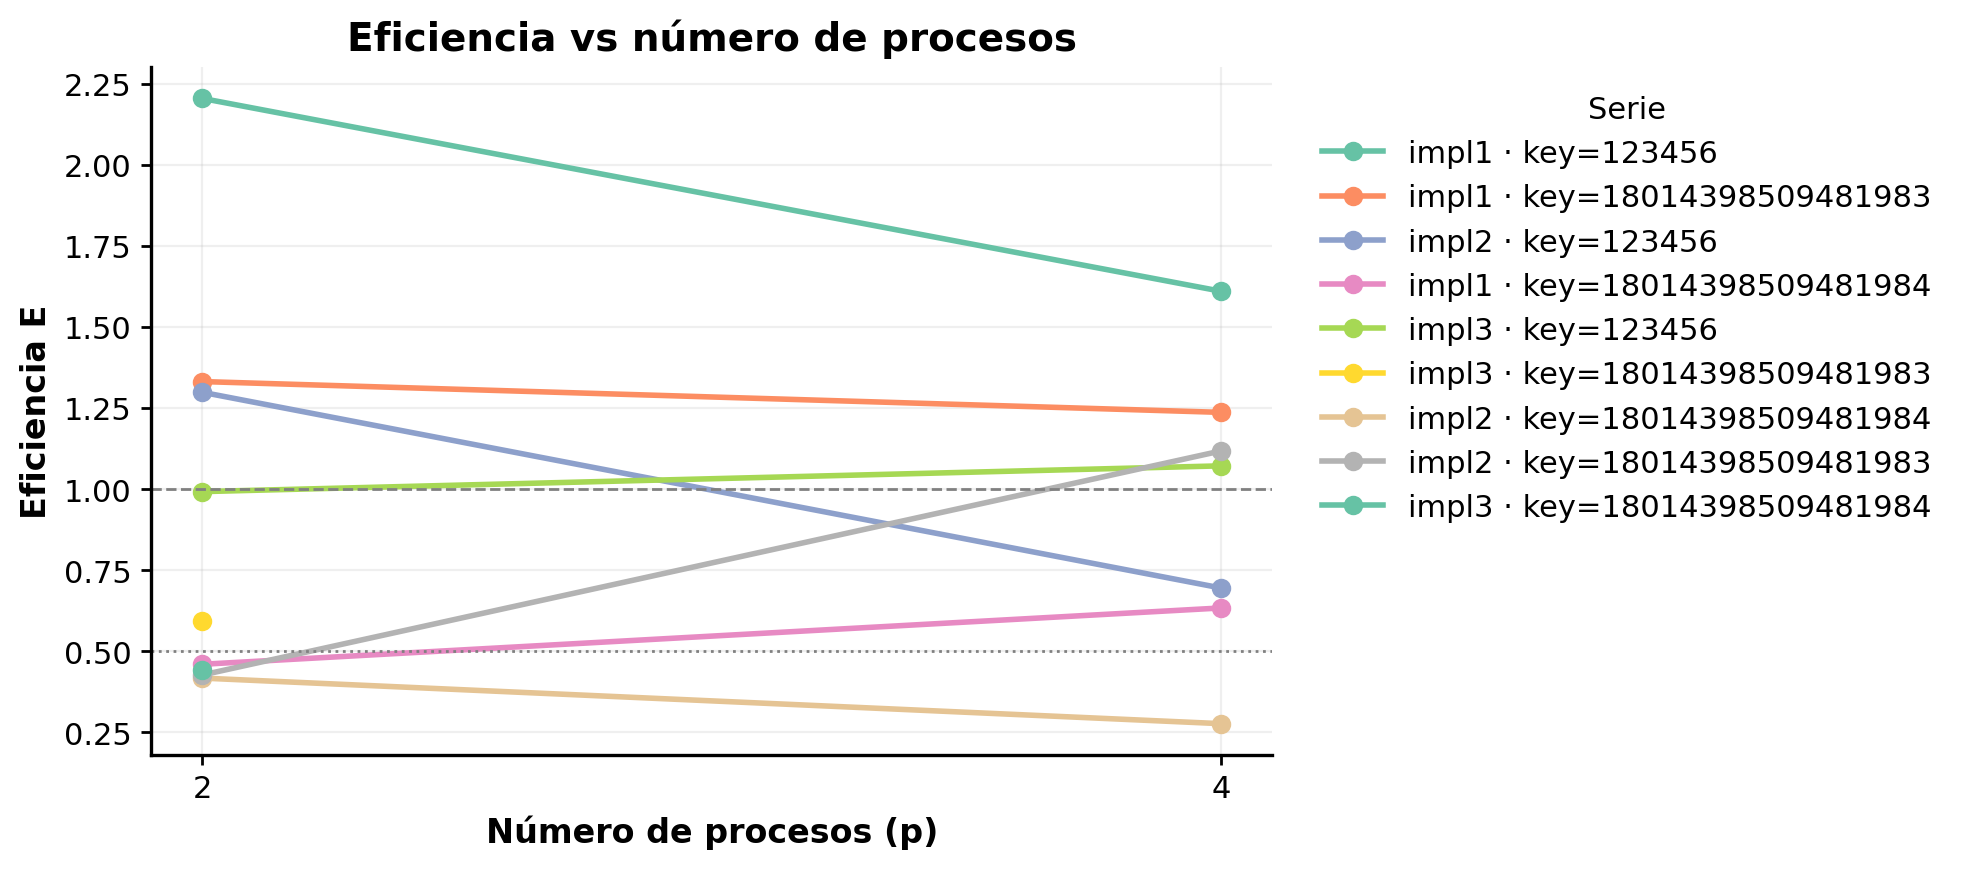 Eficiencia vs número de procesos
Eficiencia E
2.25
2.00
1.75
1.50
1.25
1.00
0.75
0.50
0.25
2
4
Número de procesos (p)
Serie
impl1 · key=123456
impl1 · key=18014398509481983
impl2 · key=123456
impl1 · key=18014398509481984
impl3 · key=123456
impl3 · key=18014398509481983
impl2 · key=18014398509481984
impl2 · key=18014398509481983
impl3 · key=18014398509481984